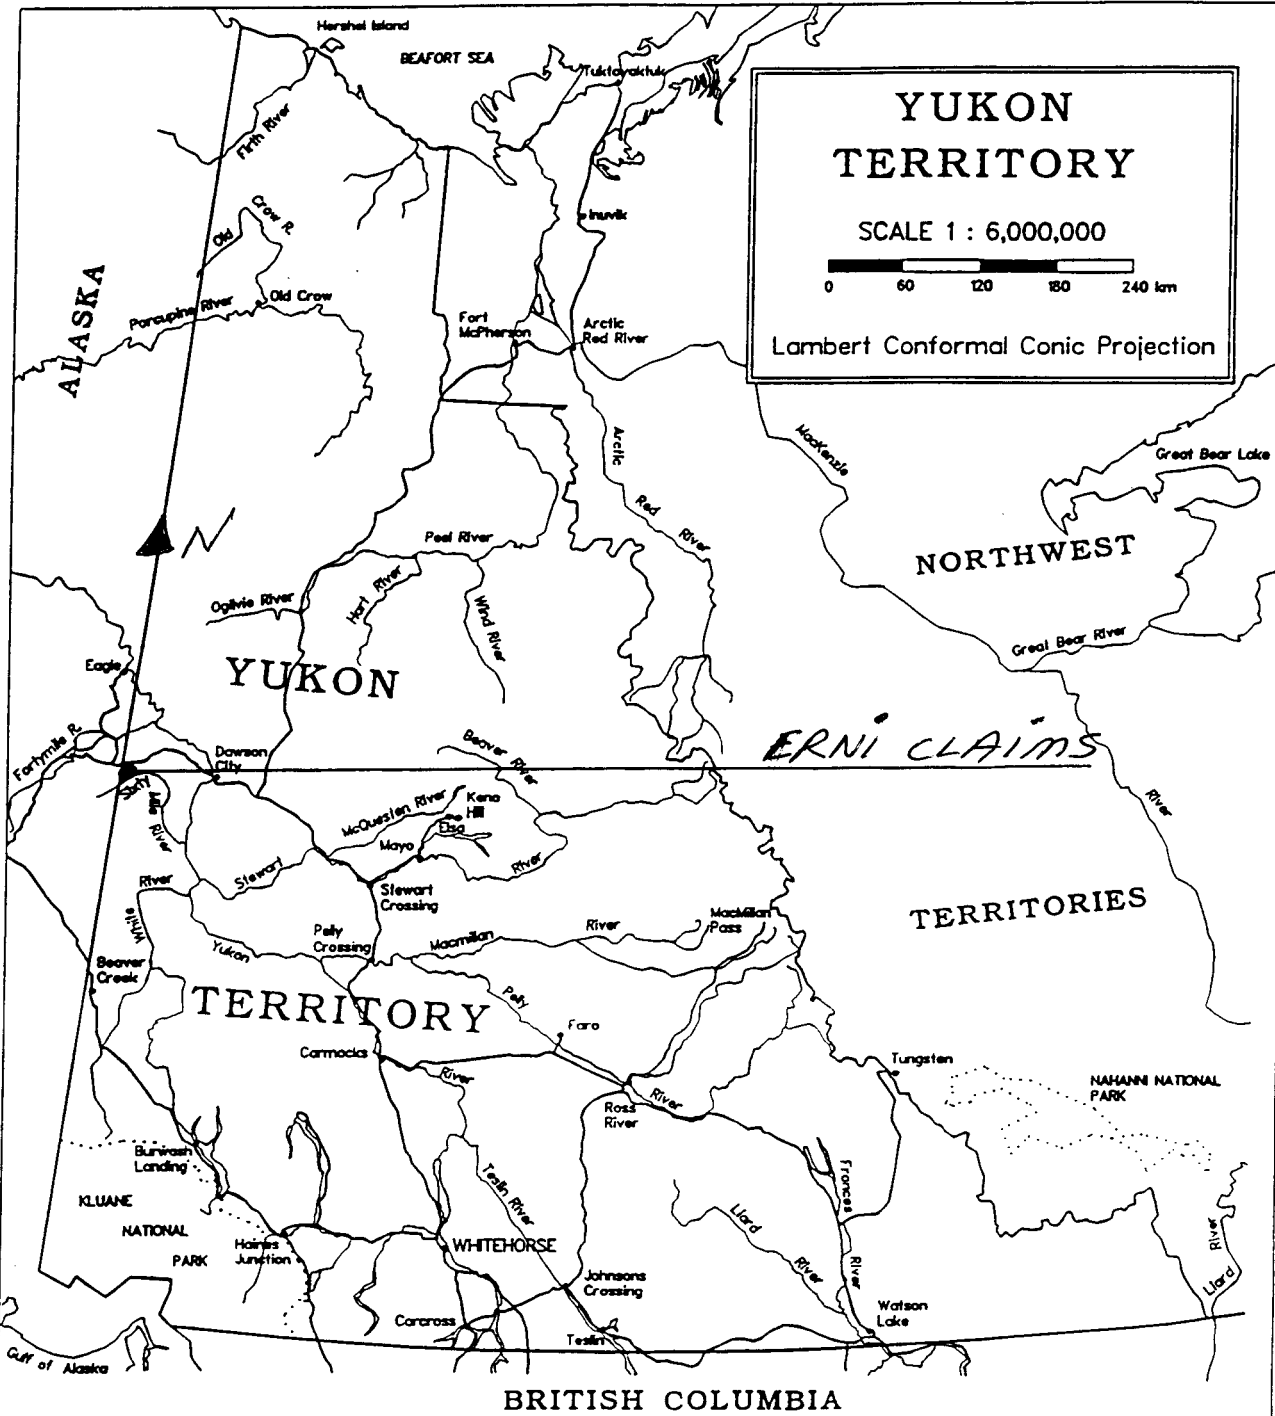 Hershel Island
BEAFORT SEA
Tuktoyaktuk
YUKON
TERRITORY
SCALE 1 : 6,000,000
0 60 120 180 240 km
Lambert Conformal Conic Projection
Firth River
Old Crow R.
Inuvik
ALASKA
Porcupine River
Old Crow
Fort
McPherson
Arctic
Red River
MacKenzie
Great Bear Lake
Arctic Red River
N
Peel River
NORTHWEST
Ogilvie River
Hart River
Wind River
Great Bear River
Eagle
YUKON
Fortymile R.
Dawson
City
Beaver River
ERNI CLAIMS
Sixty Mile River
McQuesten River
Keno
Hill
Elsa
Mayo
River
River
Stewart
River
Stewart
Crossing
White
TERRITORIES
Pelly
Crossing
Yukon
Macmillan
River
MacMillan
Pass
Beaver
Creek
TERRITORY
Pelly
Faro
Carmacks
River
River
Ross
River
Tungsten
NAHANNI NATIONAL
PARK
Burwash
Landing
KLUANE
NATIONAL
PARK
Haines
Junction
WHITEHORSE
Teslin River
Liard
River
Frances
River
Liard
River
Johnsons
Crossing
Carcross
Teslin
Watson
Lake
Gulf of Alaska
BRITISH COLUMBIA